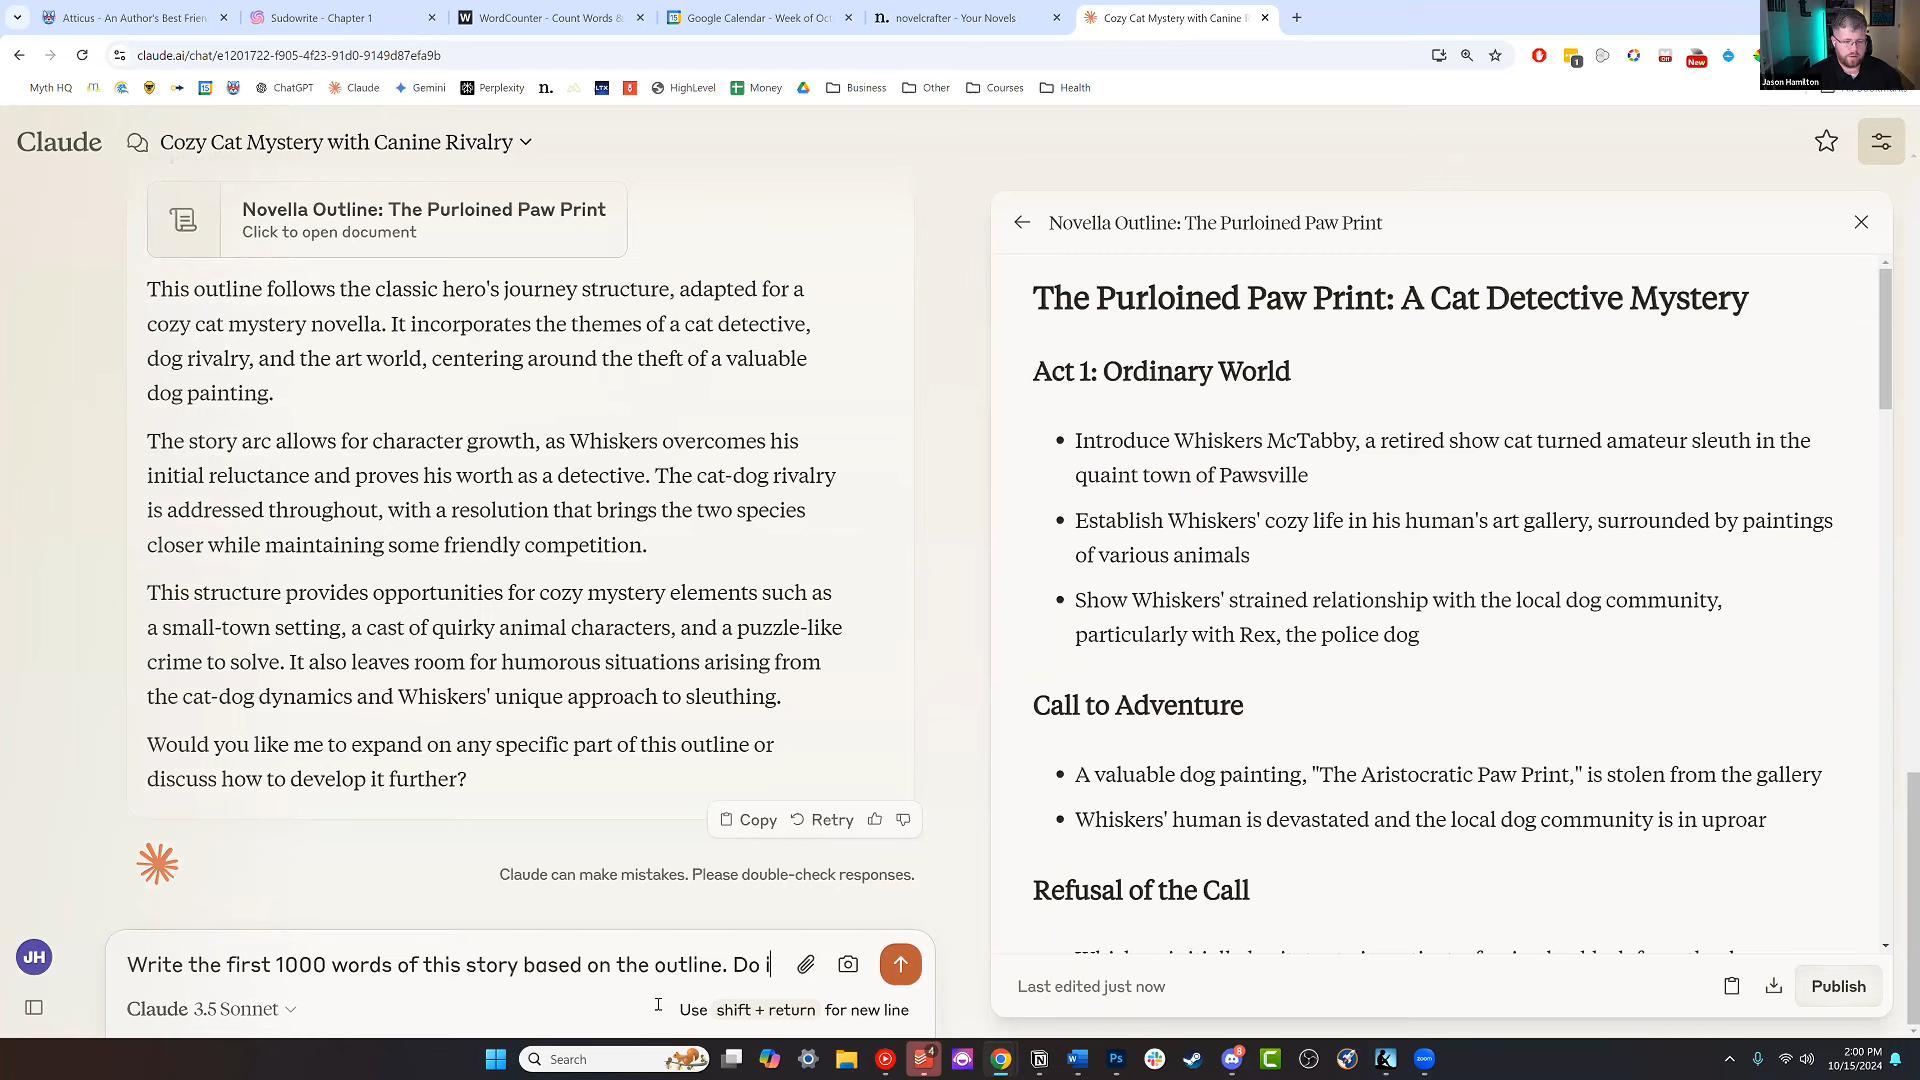 Atticus - An Author's Best Frien
Sudowrite - Chapter 1
WordCounter - Count Words &
Google Calendar - Week of Oct
n. novelcrafter - Your Novels
Cozy Cat Mystery with Canine R
claude.ai/chat/e1201722-f905-4f23-91d0-9149d87efa9b
1
New
Jason Hamilton
Myth HQ
ChatGPT
Claude
Gemini
Perplexity
n.
LTX
HighLevel
Money
Business
Other
Courses
Health
Claude
Cozy Cat Mystery with Canine Rivalry
Novella Outline: The Purloined Paw Print
Click to open document
This outline follows the classic hero's journey structure, adapted for a
cozy cat mystery novella. It incorporates the themes of a cat detective,
dog rivalry, and the art world, centering around the theft of a valuable
dog painting.
The story arc allows for character growth, as Whiskers overcomes his
initial reluctance and proves his worth as a detective. The cat-dog rivalry
is addressed throughout, with a resolution that brings the two species
closer while maintaining some friendly competition.
This structure provides opportunities for cozy mystery elements such as
a small-town setting, a cast of quirky animal characters, and a puzzle-like
crime to solve. It also leaves room for humorous situations arising from
the cat-dog dynamics and Whiskers' unique approach to sleuthing.
Would you like me to expand on any specific part of this outline or
discuss how to develop it further?
Copy
Retry
Claude can make mistakes. Please double-check responses.
JH
Write the first 1000 words of this story based on the outline. Do i
Claude 3.5 Sonnet
Use shift + return for new line
Novella Outline: The Purloined Paw Print
The Purloined Paw Print: A Cat Detective Mystery
Act 1: Ordinary World
• Introduce Whiskers McTabby, a retired show cat turned amateur sleuth in the
quaint town of Pawsville
• Establish Whiskers' cozy life in his human's art gallery, surrounded by paintings
of various animals
• Show Whiskers' strained relationship with the local dog community,
particularly with Rex, the police dog
Call to Adventure
• A valuable dog painting, "The Aristocratic Paw Print," is stolen from the gallery
• Whiskers' human is devastated and the local dog community is in uproar
Refusal of the Call
Last edited just now
Publish
Search
4
8
zoom
2:00 PM
10/15/2024